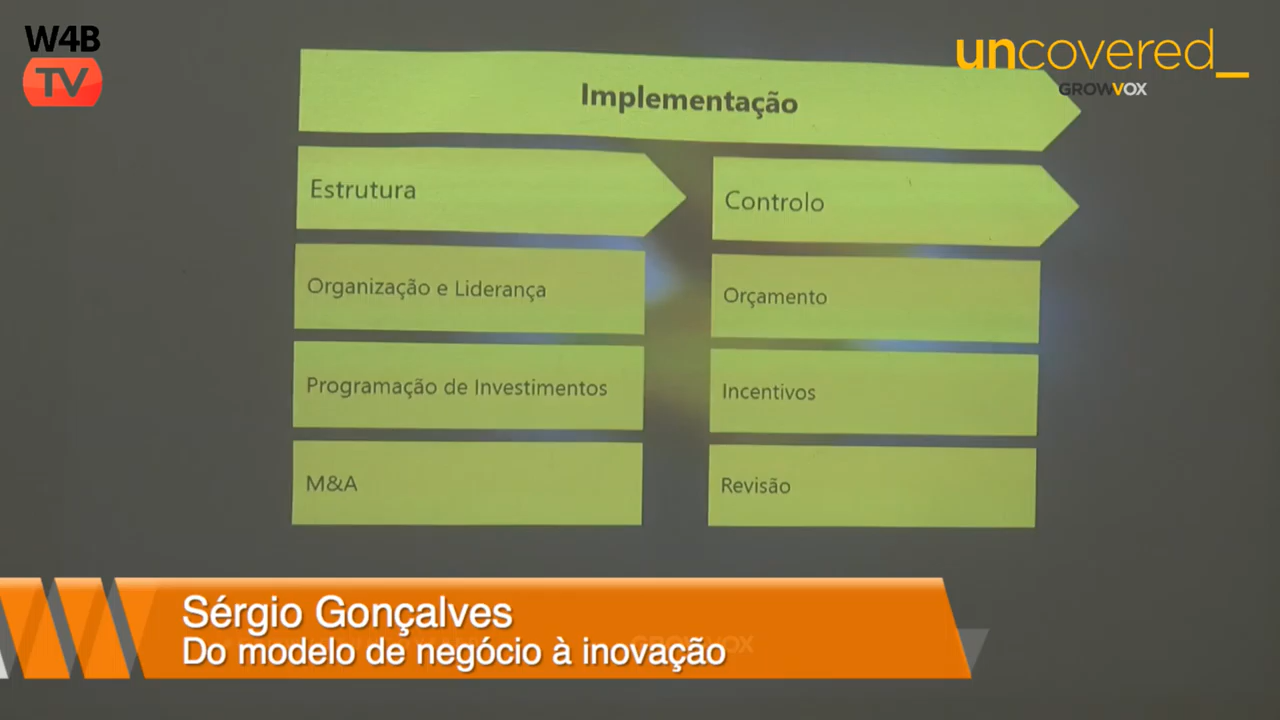 W4B
TV
uncovered_
GROWVOX
Implementação
Estrutura
Controlo
Organização e Liderança
Orçamento
Programação de Investimentos
Incentivos
M&A
Revisão
Sérgio Gonçalves
Do modelo de negócio à inovação